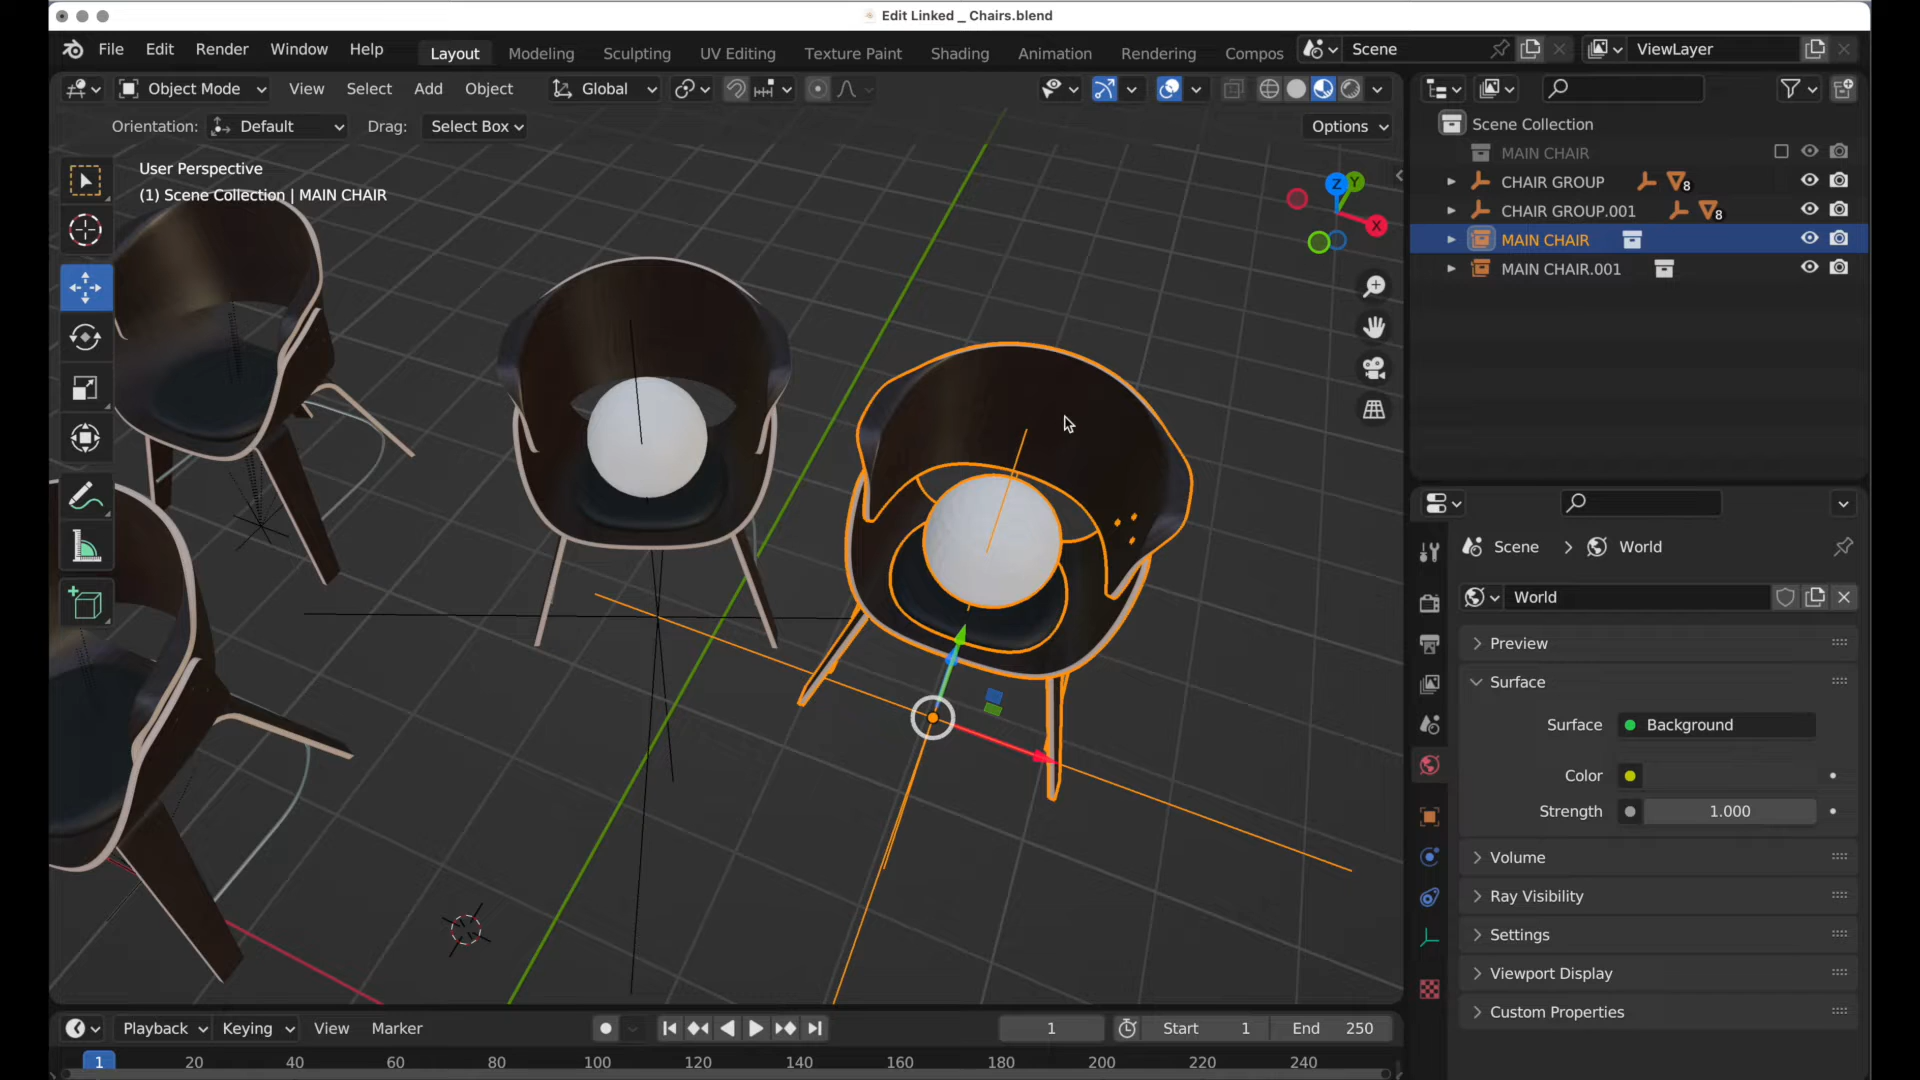 Edit Linked _ Chairs.blend
File Edit Render Window Help Layout Modeling Sculpting UV Editing Texture Paint Shading Animation Rendering Compos Scene ViewLayer
Object Mode View Select Add Object Global
Orientation: Default Drag: Select Box Options
User Perspective
(1) Scene Collection | MAIN CHAIR
Z Y X
Scene Collection
MAIN CHAIR
CHAIR GROUP 8
CHAIR GROUP.001 8
MAIN CHAIR
MAIN CHAIR.001
Scene > World
World
Preview
Surface
Surface Background
Color
Strength 1.000
Volume
Ray Visibility
Settings
Viewport Display
Custom Properties
Playback Keying View Marker 1 Start 1 End 250
1 20 40 60 80 100 120 140 160 180 200 220 240